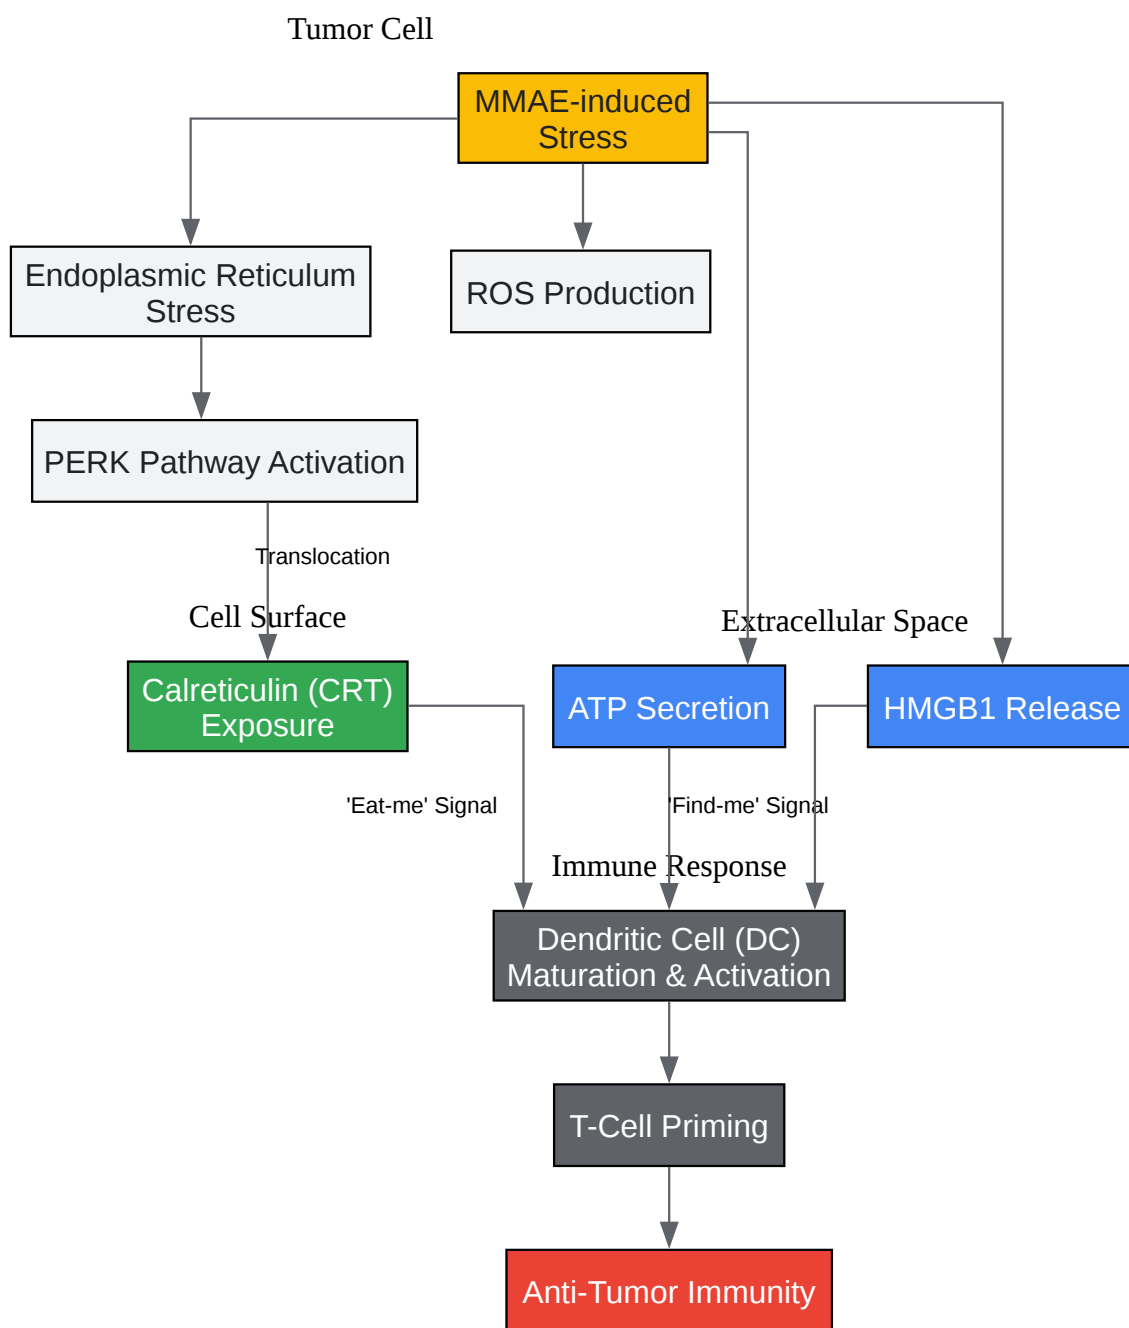 Tumor Cell
MMAE-induced
Stress
Endoplasmic Reticulum
Stress
ROS Production
PERK Pathway Activation
Translocation
Cell Surface
Extracellular Space
Calreticulin (CRT)
Exposure
ATP Secretion
HMGB1 Release
'Eat-me' Signal
'Find-me' Signal
Immune Response
Dendritic Cell (DC)
Maturation & Activation
T-Cell Priming
Anti-Tumor Immunity